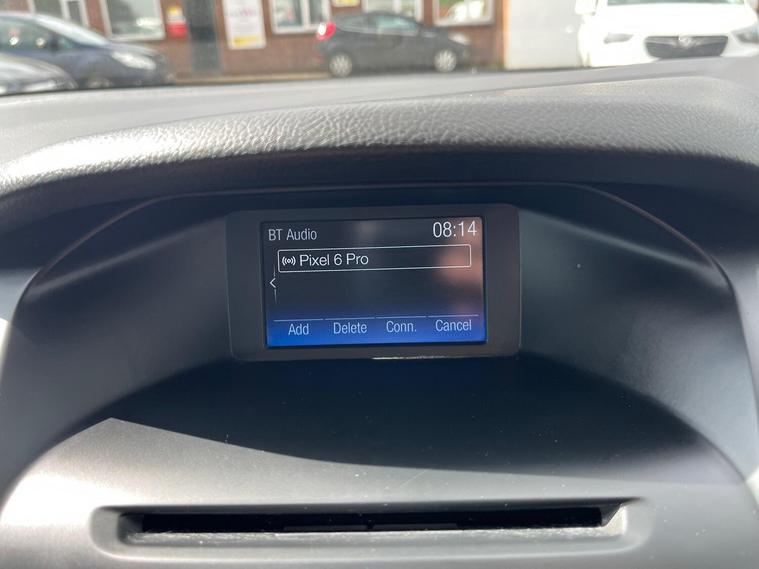 BT Audio 08:14
Pixel 6 Pro
Add Delete Conn. Cancel